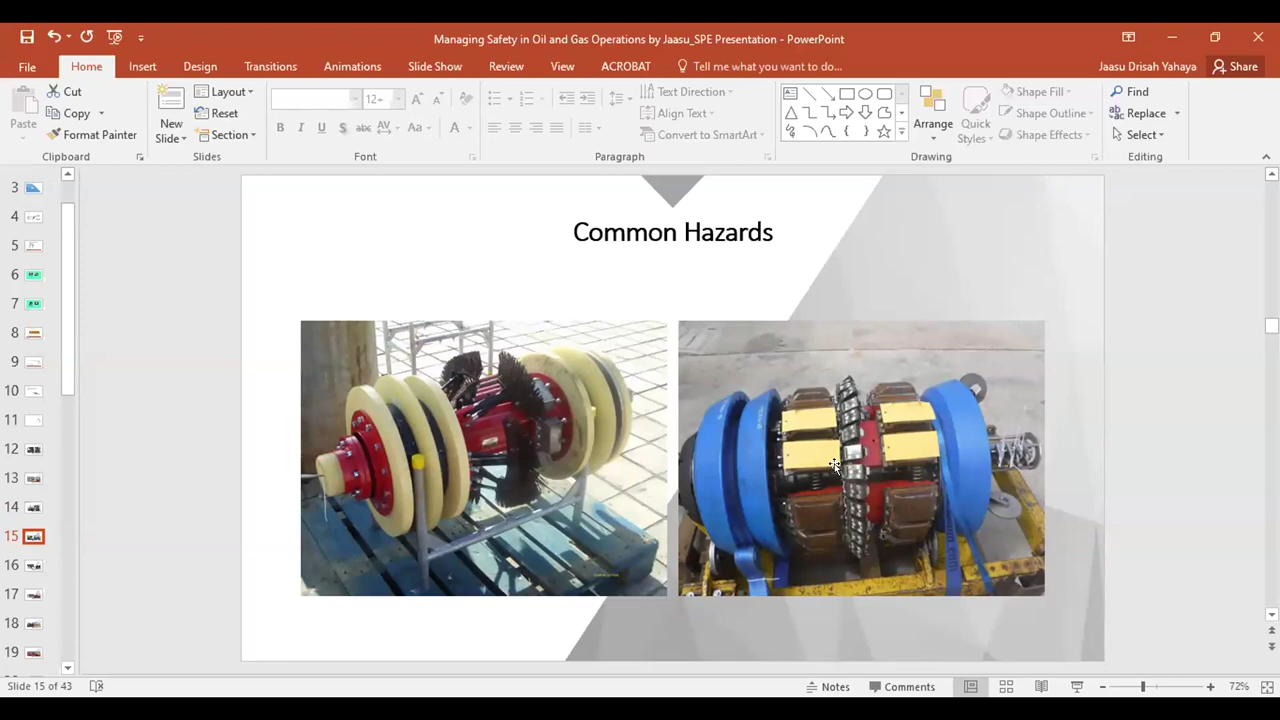 Managing Safety in Oil and Gas Operations by Jaasu_SPE Presentation - PowerPoint
File
Home
Insert
Design
Transitions
Animations
Slide Show
Review
View
ACROBAT
Tell me what you want to do...
Jaasu Drisah Yahaya
Share
Paste
Cut
Copy
Format Painter
Clipboard
New Slide
Layout
Reset
Section
Slides
12+
B I U S abc AV Aa A
Font
Text Direction
Align Text
Convert to SmartArt
Paragraph
Arrange
Quick Styles
Shape Fill
Shape Outline
Shape Effects
Drawing
Find
Replace
Select
Editing
3
4
5
6
7
8
9
10
11
12
13
14
15
16
17
18
19
Common Hazards
Slide 15 of 43
Notes
Comments
72%